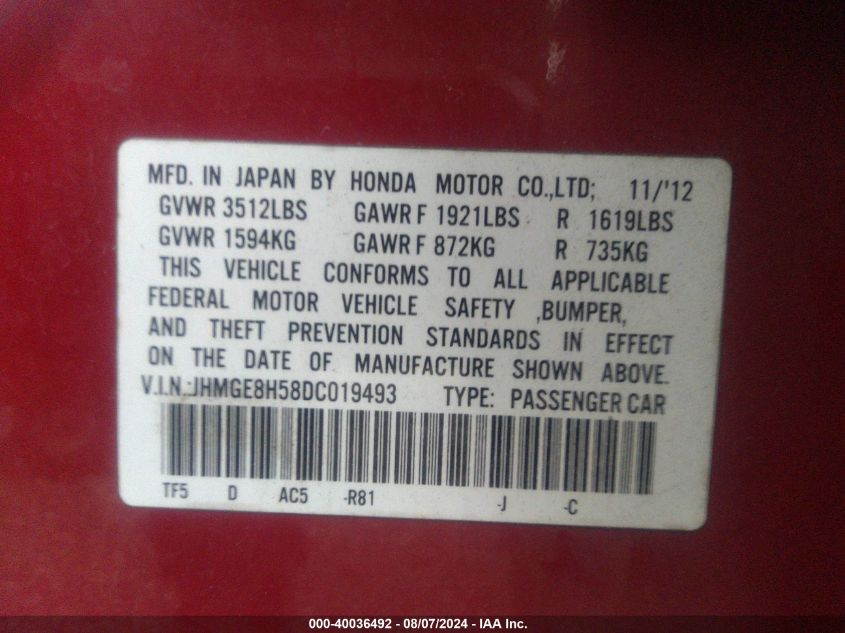 MFD. IN JAPAN BY HONDA MOTOR CO.,LTD; 11/'12
GVWR 3512LBS GAWR F 1921LBS R 1619LBS
GVWR 1594KG GAWR F 872KG R 735KG
THIS VEHICLE CONFORMS TO ALL APPLICABLE
FEDERAL MOTOR VEHICLE SAFETY ,BUMPER,
AND THEFT PREVENTION STANDARDS IN EFFECT
ON THE DATE OF MANUFACTURE SHOWN ABOVE.
V.I.N.:JHMGE8H58DC019493 TYPE: PASSENGER CAR
TF5 D AC5 -R81 -J -C
000-40036492 - 08/07/2024 - IAA Inc.